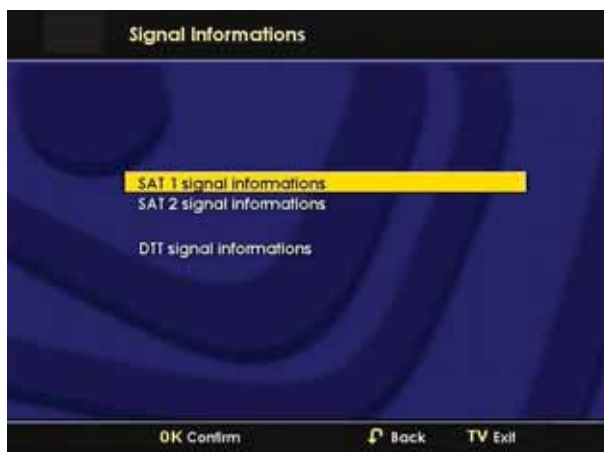 Signal Informations
SAT 1 signal informations
SAT 2 signal informations
DTT signal informations
OK Confirm Back TV Exit